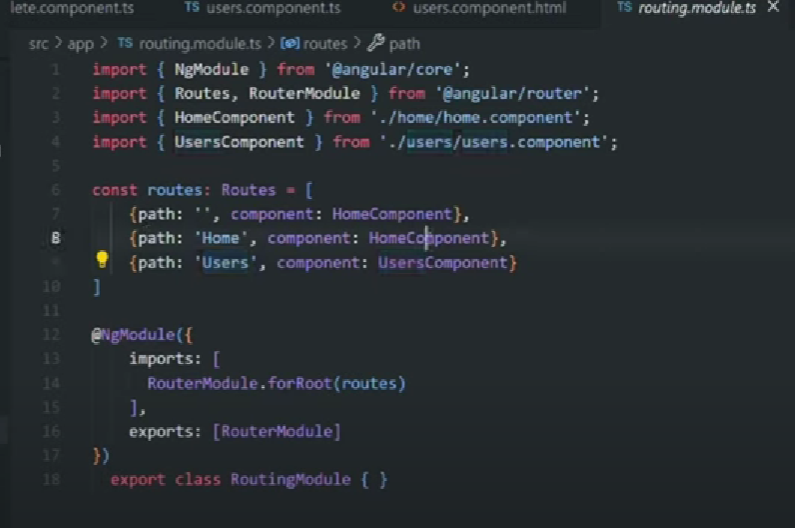 lete.component.ts TS users.component.ts <> users.component.html TS routing.module.ts ×
src > app > TS routing.module.ts > routes > path
1 import { NgModule } from '@angular/core';
2 import { Routes, RouterModule } from '@angular/router';
3 import { HomeComponent } from './home/home.component';
4 import { UsersComponent } from './users/users.component';
5
6 const routes: Routes = [
7 {path: '', component: HomeComponent},
8 {path: 'Home', component: HomeComponent},
9 {path: 'Users', component: UsersComponent}
10 ]
11
12 @NgModule({
13 imports: [
14 RouterModule.forRoot(routes)
15 ],
16 exports: [RouterModule]
17 })
18 export class RoutingModule { }